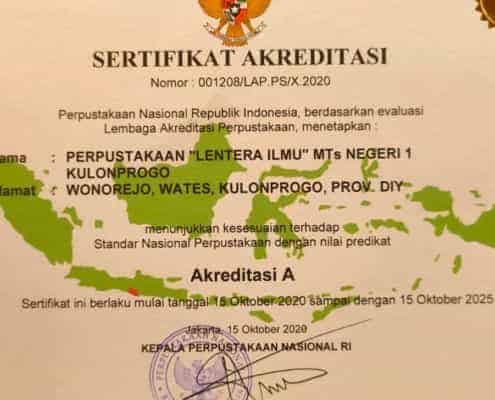 SERTIFIKAT AKREDITASI
Nomor : 001208/LAP.PS/X.2020
Perpustakaan Nasional Republik Indonesia, berdasarkan evaluasi
Lembaga Akreditasi Perpustakaan, menetapkan :
ama : PERPUSTAKAAN "LENTERA ILMU" MTs NEGERI 1
KULONPROGO
lamat : WONOREJO, WATES, KULONPROGO, PROV. DIY
menunjukkan kesesuaian terhadap
Standar Nasional Perpustakaan dengan nilai predikat
Akreditasi A
Sertifikat ini berlaku mulai tanggal 15 Oktober 2020 sampai dengan 15 Oktober 2025
Jakarta, 15 Oktober 2020
KEPALA PERPUSTAKAAN NASIONAL RI